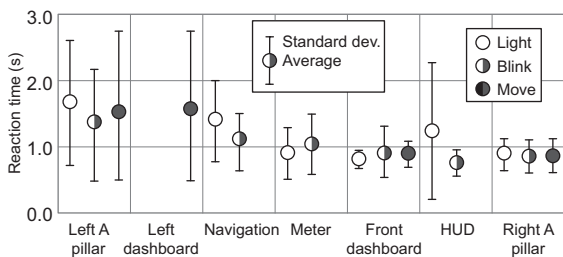 3.0
2.0
1.0
0.0
Reaction time (s)
Standard dev.
Average
Light
Blink
Move
Left A
pillar
Left
dashboard
Navigation
Meter
Front
dashboard
HUD
Right A
pillar